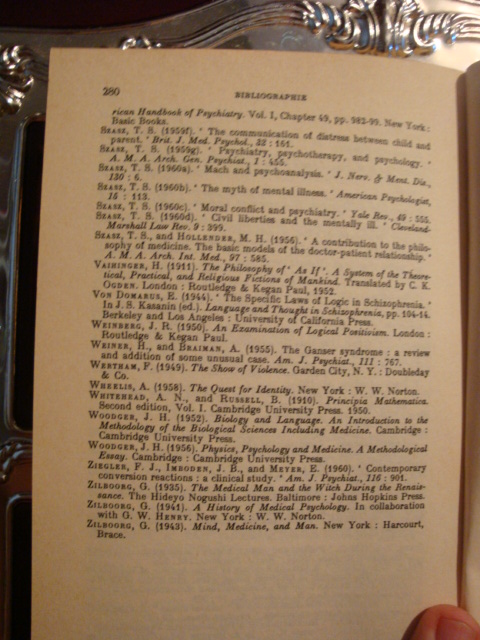 280
BIBLIOGRAPHIE
rican Handbook of Psychiatry. Vol. I, Chapter 49, pp. 982-99. New York :
Basic Books.
SZASZ, T. S. (1959f). ' The communication of distress between child and
parent. ' Brit. J. Med. Psychol., 32 : 161.
SZASZ, T. S. (1959g). ' Psychiatry, psychotherapy, and psychology. '
A. M. A. Arch. Gen. Psychiat., 1 : 455.
SZASZ, T. S. (1960a). ' Mach and psychoanalysis. ' J. Nerv. & Ment. Dis.,
130 : 6.
SZASZ, T. S. (1960b). ' The myth of mental illness. ' American Psychologist,
15 : 113.
SZASZ, T. S. (1960c). ' Moral conflict and psychiatry. ' Yale Rev., 49 : 555.
SZASZ, T. S. (1960d). ' Civil liberties and the mentally ill. ' Cleveland-
Marshall Law Rev. 9 : 399.
SZASZ, T. S., and HOLLENDER, M. H. (1956). ' A contribution to the philo-
sophy of medicine. The basic models of the doctor-patient relationship. '
A. M. A. Arch. Int. Med., 97 : 585.
VAIHINGER, H. (1911). The Philosophy of ' As If '. A System of the Theore-
tical, Practical, and Religious Fictions of Mankind. Translated by C. K.
OGDEN. London : Routledge & Kegan Paul, 1952.
VON DOMARUS, E. (1944). ' The Specific Laws of Logic in Schizophrenia. '
In J. S. Kasanin (ed.). Language and Thought in Schizophrenia, pp. 104-14.
Berkeley and Los Angeles : University of California Press.
WEINBERG, J. R. (1950). An Examination of Logical Positivism. London :
Routledge & Kegan Paul.
WEINER, H., and BRAIMAN, A. (1955). The Ganser syndrome : a review
and addition of some unusual case. Am. J. Psychiat., 111 : 767.
WERTHAM, F. (1949). The Show of Violence. Garden City, N. Y. : Doubleday
& Co.
WHEELIS, A. (1958). The Quest for Identity. New York : W. W. Norton.
WHITEHEAD, A. N., and RUSSELL, B. (1910). Principia Mathematica.
Second edition, Vol. I. Cambridge University Press. 1950.
WOODGER, J. H. (1952). Biology and Language. An Introduction to the
Methodology of the Biological Sciences Including Medicine. Cambridge :
Cambridge University Press.
WOODGER, J. H. (1956). Physics, Psychology and Medicine. A Methodological
Essay. Cambridge : Cambridge University Press.
ZIEGLER, F. J., IMBODEN, J. B., and MEYER, E. (1960). ' Contemporary
conversion reactions : a clinical study. ' Am. J. Psychiat., 116 : 901.
ZILBOORG, G. (1935). The Medical Man and the Witch During the Renais-
sance. The Hideyo Nogushi Lectures. Baltimore : Johns Hopkins Press.
ZILBOORG, G. (1941). A History of Medical Psychology. In collaboration
with G. W. HENRY. New York : W. W. Norton.
ZILBOORG, G. (1943). Mind, Medicine, and Man. New York : Harcourt,
Brace.